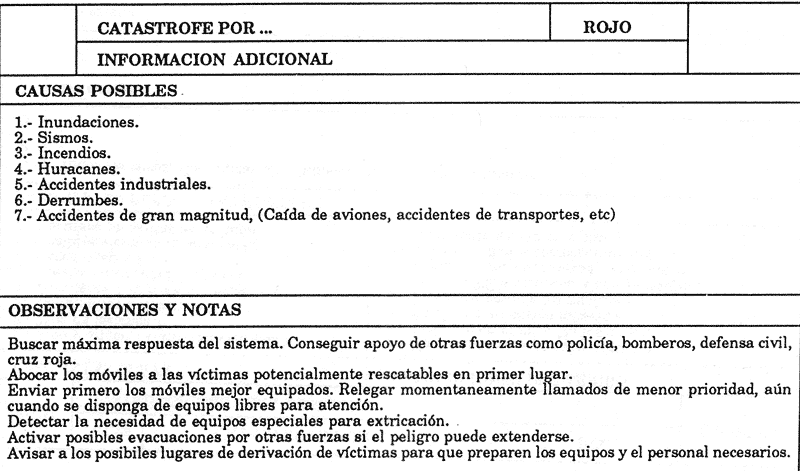 CATASTROFE POR ... ROJO
INFORMACION ADICIONAL
CAUSAS POSIBLES
1.- Inundaciones.
2.- Sismos.
3.- Incendios.
4.- Huracanes.
5.- Accidentes industriales.
6.- Derrumbes.
7.- Accidentes de gran magnitud, (Caída de aviones, accidentes de transportes, etc)
OBSERVACIONES Y NOTAS
Buscar máxima respuesta del sistema. Conseguir apoyo de otras fuerzas como policía, bomberos, defensa civil,
cruz roja.
Abocar los móviles a las víctimas potencialmente rescatables en primer lugar.
Enviar primero los móviles mejor equipados. Relegar momentaneamente llamados de menor prioridad, aún
cuando se disponga de equipos libres para atención.
Detectar la necesidad de equipos especiales para extricación.
Activar posibles evacuaciones por otras fuerzas si el peligro puede extenderse.
Avisar a los posibiles lugares de derivación de víctimas para que preparen los equipos y el personal necesarios.